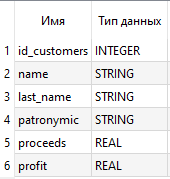 Имя Тип данных
1 id_customers INTEGER
2 name STRING
3 last_name STRING
4 patronymic STRING
5 proceeds REAL
6 profit REAL